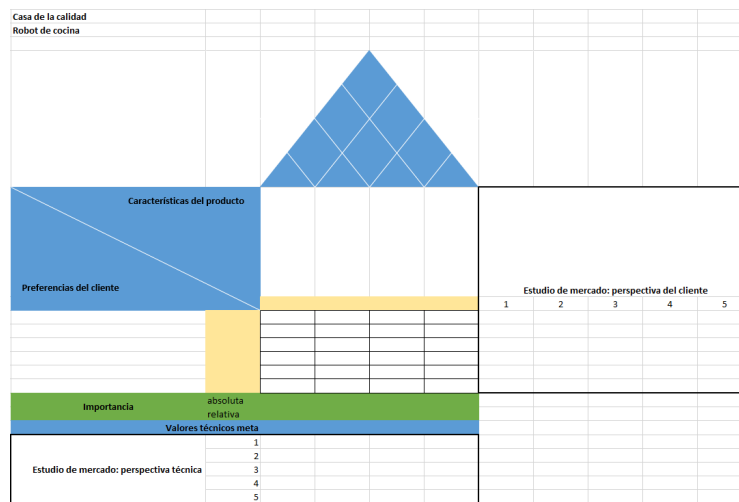 Casa de la calidad
Robot de cocina
Características del producto
Preferencias del cliente
Estudio de mercado: perspectiva del cliente
1 2 3 4 5
Importancia
absoluta
relativa
Valores técnicos meta
1
2
Estudio de mercado: perspectiva técnica 3
4
5